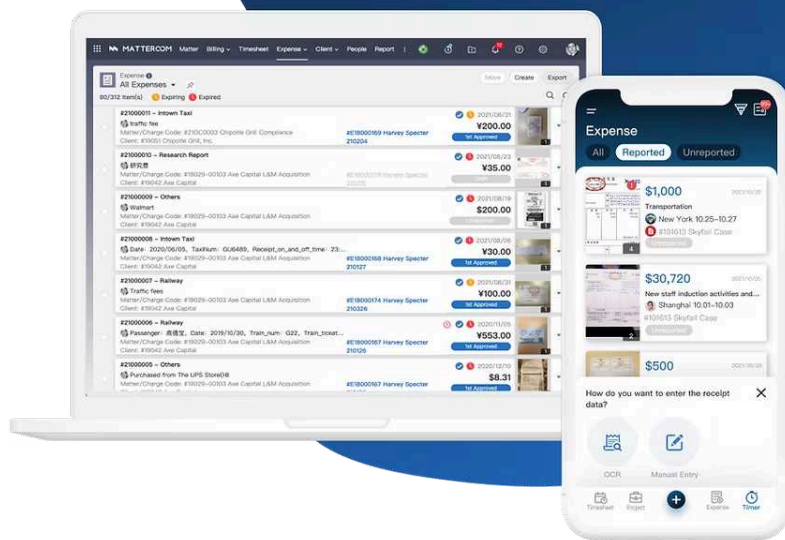 MATTEROOM Matter Billing Timesheet Expense Client People Report
Expense
All Expenses
Move Create Export
80/312 Item(s) Expiring Expired
#21000011 - Intown Taxi
2021/08/31
traffic fee
¥200.00
Matter/Charge Code: #210C0003 Chipotle Grill Compliance
#E18000169 Harvey Specter
Client: #19051 Chipotle Grill, Inc.
210204
1st Approved
#21000010 - Research Report
2021/08/23
¥35.00
Matter/Charge Code: #19029-00103 Axe Capital L&M Acquisition
Client: #19042 Axe Capital
#21000009 - Others
2021/08/19
Walmart
$200.00
Matter/Charge Code: #19029-00103 Axe Capital L&M Acquisition
Client: #19042 Axe Capital
#21000008 - Intown Taxi
2021/08/06
Date: 2020/06/05, TaxiNum: GU6489, Receipt_on_and_off_time: 23:...
¥30.00
Matter/Charge Code: #19029-00103 Axe Capital L&M Acquisition
#E18000168 Harvey Specter
Client: #19042 Axe Capital
210127
1st Approved
#21000007 - Railway
2021/08/31
Traffic fees
¥100.00
Matter/Charge Code: #19029-00103 Axe Capital L&M Acquisition
#E18000174 Harvey Specter
Client: #19042 Axe Capital
210326
1st Approved
#21000006 - Railway
2020/11/05
Passenger: Date: 2019/10/30, Train_num: G22, Train_ticket...
¥553.00
Matter/Charge Code: #19029-00103 Axe Capital L&M Acquisition
#E18000167 Harvey Specter
Client: #19042 Axe Capital
210126
1st Approved
#21000005 - Others
2020/12/10
Purchased from The UPS Store
$8.31
Matter/Charge Code: #19029-00103 Axe Capital L&M Acquisition
#E18000167 Harvey Specter
Client: #19042 Axe Capital
210126
1st Approved
Expense
All Reported Unreported
$1,000
Transportation
New York 10.25-10.27
#101613 Skyfall Case
Unreported
4
$30,720
New staff induction activities and...
Shanghai 10.01-10.03
#101613 Skyfall Case
Unreported
2
$500
How do you want to enter the receipt
data?
OCR Manual Entry
Timesheet Project Expense Timer